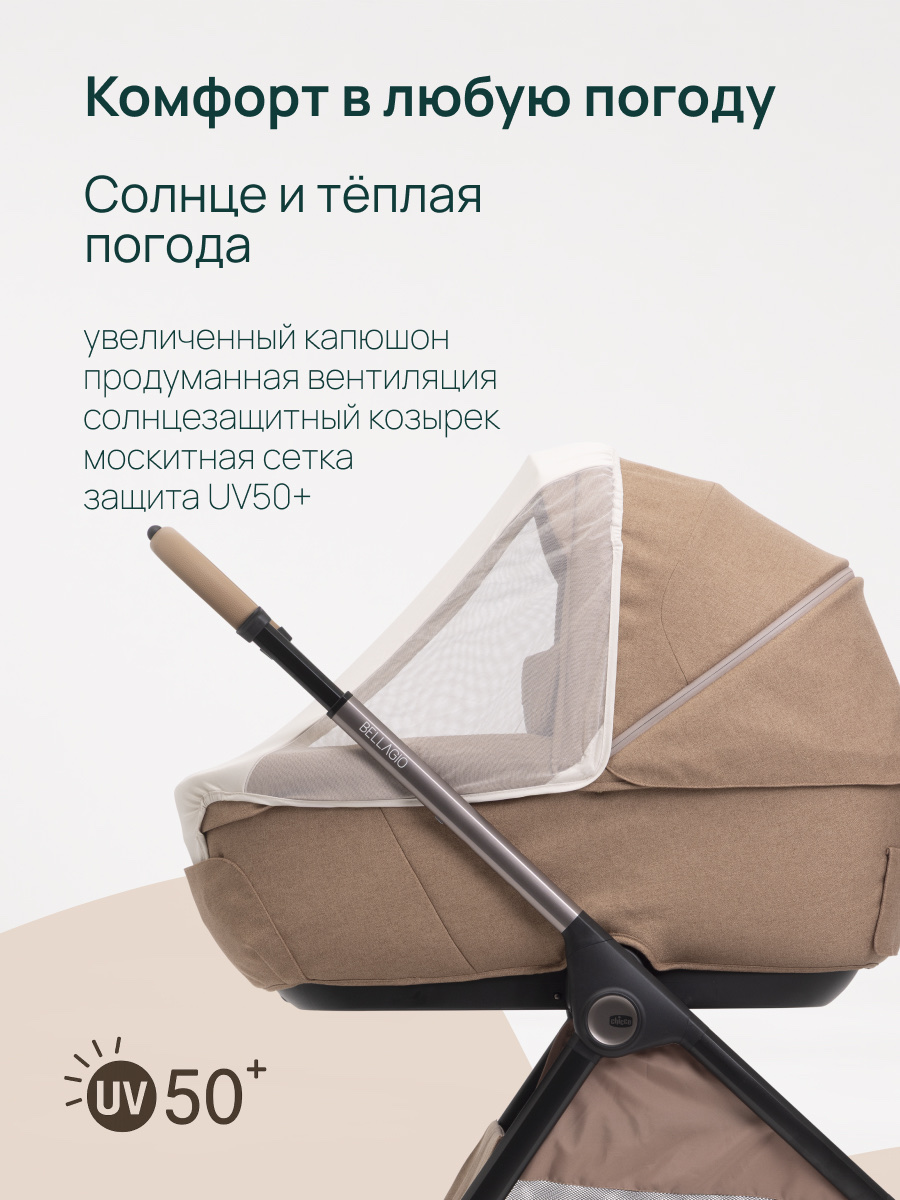 Комфорт в любую погоду
Солнце и тёплая
погода
увеличенный капюшон
продуманная вентиляция
солнцезащитный козырек
москитная сетка
защита UV50+
BELLAGIO
chicco
UV 50+